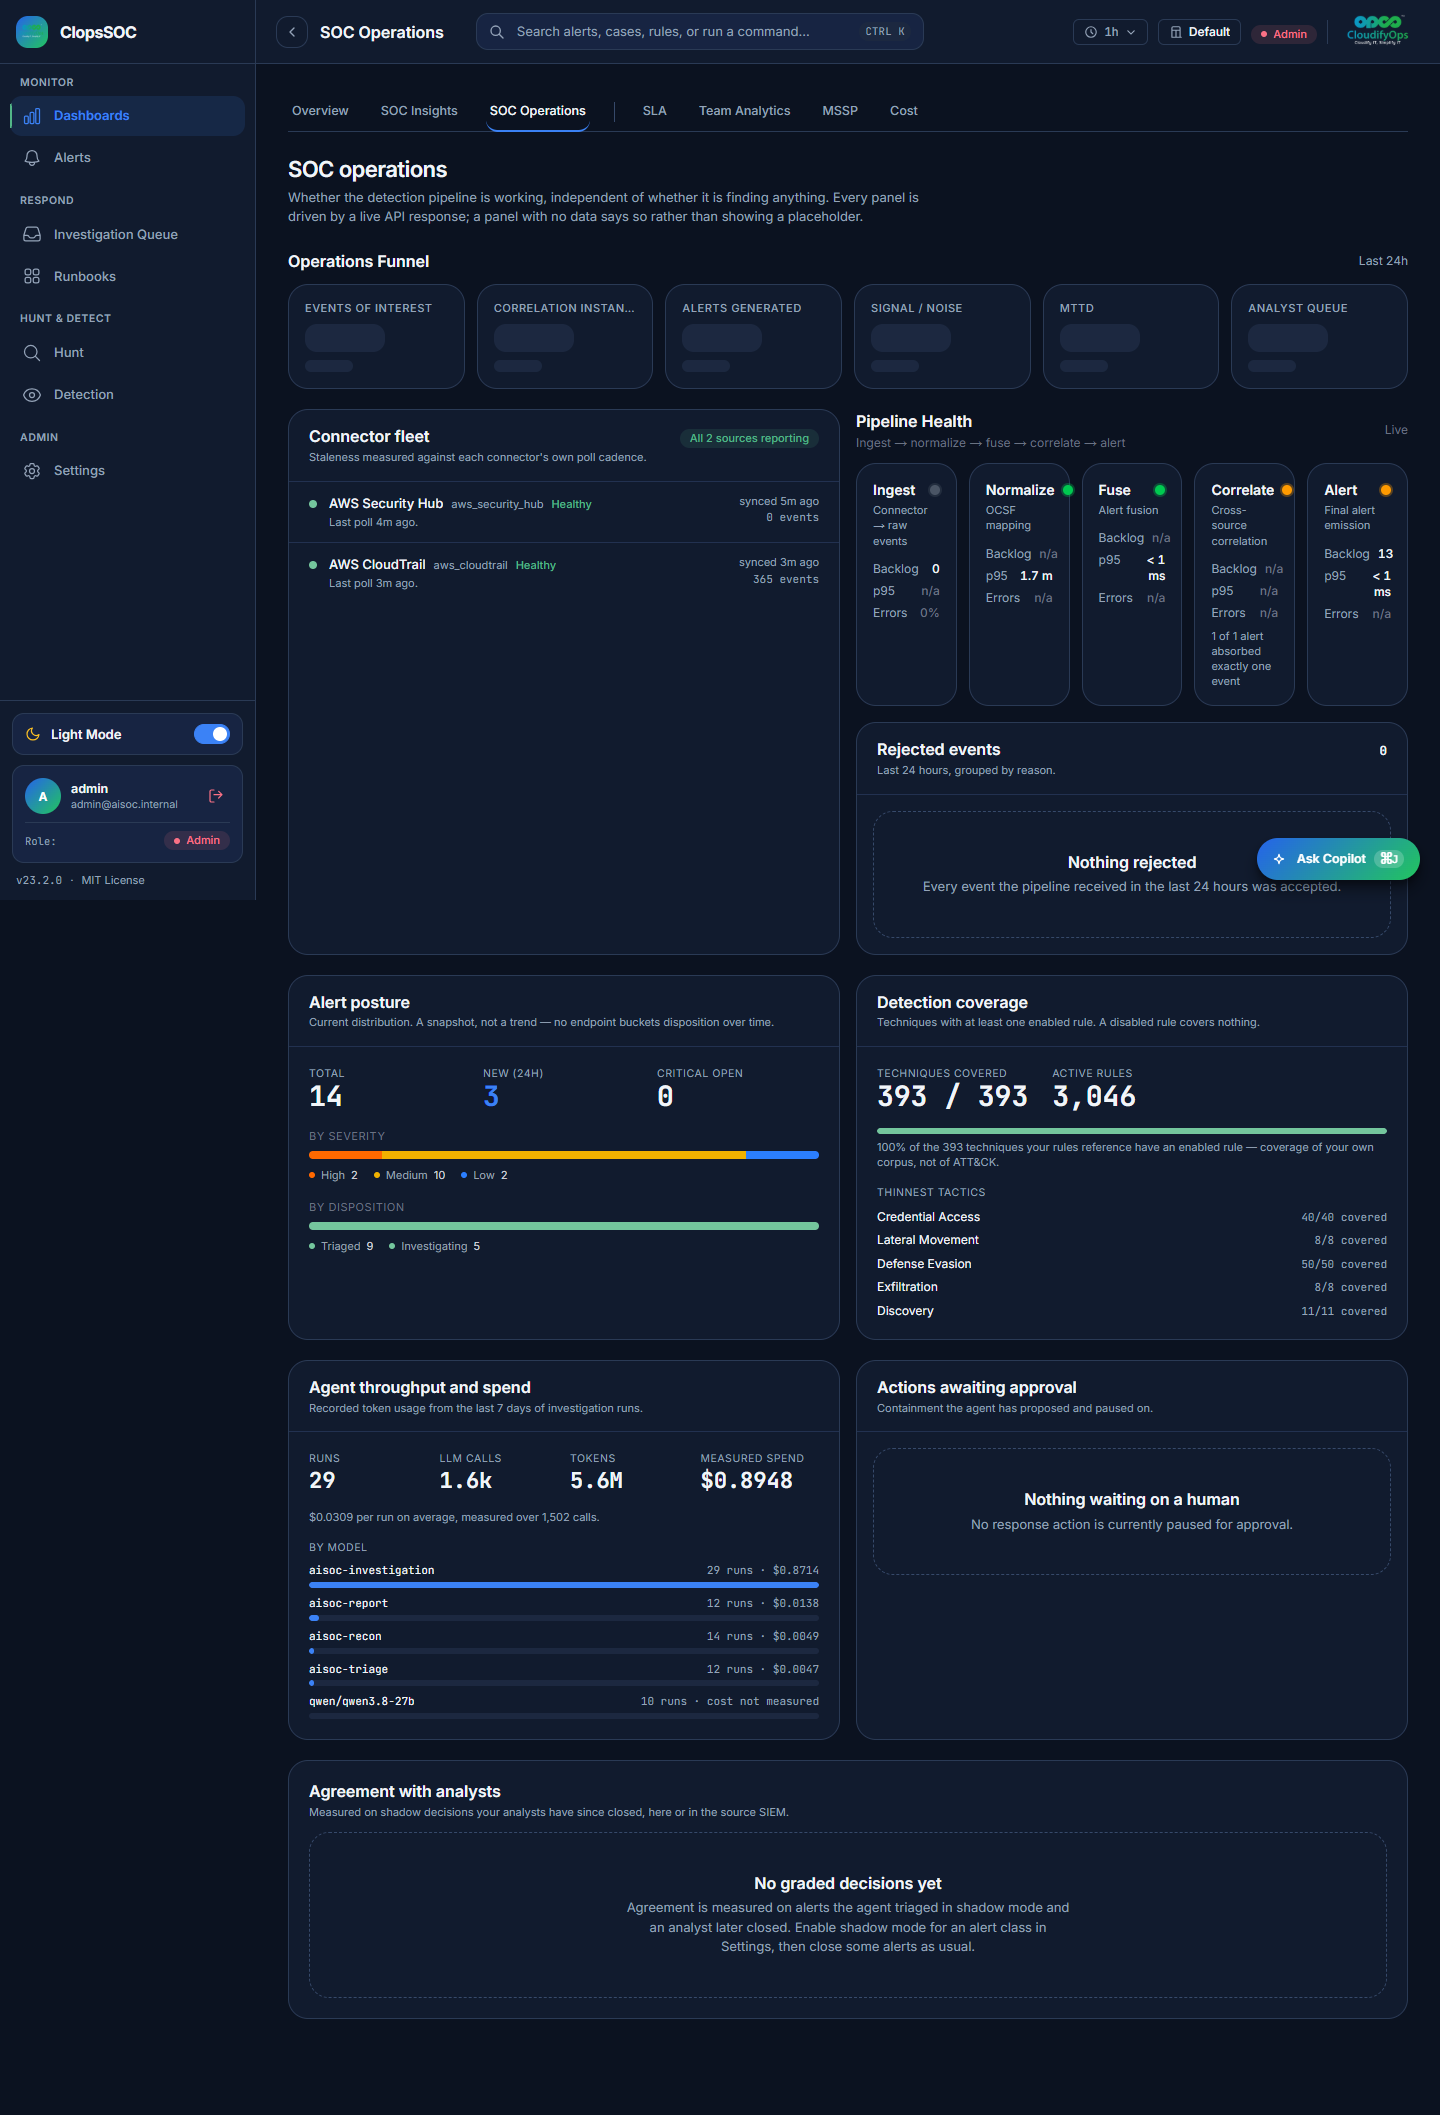 ClopsSOC
SOC Operations
Search alerts, cases, rules, or run a command...
CTRL K
1h
Default
Admin
CloudifyOps
MONITOR
Dashboards
Alerts
RESPOND
Investigation Queue
Runbooks
HUNT & DETECT
Hunt
Detection
ADMIN
Settings
Light Mode
A
admin
admin@aisoc.internal
Role:
Admin
v23.2.0 · MIT License
Overview
SOC Insights
SOC Operations
SLA
Team Analytics
MSSP
Cost
SOC operations
Whether the detection pipeline is working, independent of whether it is finding anything. Every panel is
driven by a live API response; a panel with no data says so rather than showing a placeholder.
Operations Funnel
Last 24h
EVENTS OF INTEREST
CORRELATION INSTAN...
ALERTS GENERATED
SIGNAL / NOISE
MTTD
ANALYST QUEUE
Connector fleet
All 2 sources reporting
Staleness measured against each connector's own poll cadence.
AWS Security Hub aws_security_hub Healthy
synced 5m ago
Last poll 4m ago.
0 events
AWS CloudTrail aws_cloudtrail Healthy
synced 3m ago
Last poll 3m ago.
365 events
Pipeline Health
Ingest → normalize → fuse → correlate → alert
Live
Ingest
Connector
→ raw
events
Backlog 0
p95 n/a
Errors 0%
Normalize
OCSF
mapping
Backlog n/a
p95 1.7 m
Errors n/a
Fuse
Alert fusion
Backlog n/a
p95 < 1
ms
Errors n/a
Correlate
Cross-
source
correlation
Backlog n/a
p95 n/a
Errors n/a
1 of 1 alert
absorbed
exactly one
event
Alert
Final alert
emission
Backlog 13
p95 < 1
ms
Errors n/a
Rejected events
0
Last 24 hours, grouped by reason.
Nothing rejected
Every event the pipeline received in the last 24 hours was accepted.
Ask Copilot ⌘J
Alert posture
Current distribution. A snapshot, not a trend — no endpoint buckets disposition over time.
TOTAL
14
NEW (24H)
3
CRITICAL OPEN
0
BY SEVERITY
High 2
Medium 10
Low 2
BY DISPOSITION
Triaged 9
Investigating 5
Detection coverage
Techniques with at least one enabled rule. A disabled rule covers nothing.
TECHNIQUES COVERED
393 / 393
ACTIVE RULES
3,046
100% of the 393 techniques your rules reference have an enabled rule — coverage of your own
corpus, not of ATT&CK.
THINNEST TACTICS
Credential Access 40/40 covered
Lateral Movement 8/8 covered
Defense Evasion 50/50 covered
Exfiltration 8/8 covered
Discovery 11/11 covered
Agent throughput and spend
Recorded token usage from the last 7 days of investigation runs.
RUNS
29
LLM CALLS
1.6k
TOKENS
5.6M
MEASURED SPEND
$0.8948
$0.0309 per run on average, measured over 1,502 calls.
BY MODEL
aisoc-investigation 29 runs · $0.8714
aisoc-report 12 runs · $0.0138
aisoc-recon 14 runs · $0.0049
aisoc-triage 12 runs · $0.0047
qwen/qwen3.8-27b 10 runs · cost not measured
Actions awaiting approval
Containment the agent has proposed and paused on.
Nothing waiting on a human
No response action is currently paused for approval.
Agreement with analysts
Measured on shadow decisions your analysts have since closed, here or in the source SIEM.
No graded decisions yet
Agreement is measured on alerts the agent triaged in shadow mode and
an analyst later closed. Enable shadow mode for an alert class in
Settings, then close some alerts as usual.